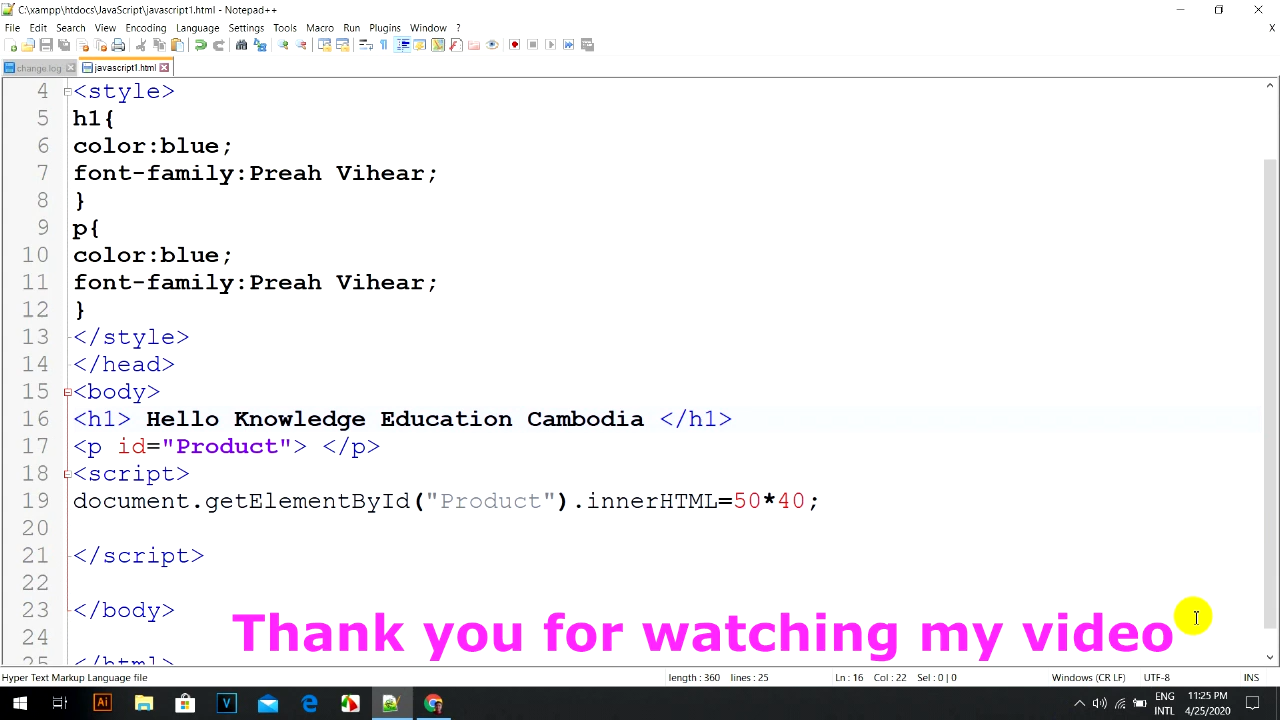 C:\xampp\htdocs\JavaScript\javascript1.html - Notepad++
File Edit Search View Encoding Language Settings Tools Macro Run Plugins Window ?
X
change.log javascript1.html
4 <style>
5 h1{
6 color:blue;
7 font-family:Preah Vihear;
8 }
9 p{
10 color:blue;
11 font-family:Preah Vihear;
12 }
13 </style>
14 </head>
15 <body>
16 <h1> Hello Knowledge Education Cambodia </h1>
17 <p id="Product"> </p>
18 <script>
19 document.getElementById("Product").innerHTML=50*40;
20
21 </script>
22
23 </body>
24
25 </html>
Thank you for watching my video
Hyper Text Markup Language file length : 360 lines : 25 Ln : 16 Col : 22 Sel : 0 | 0 Windows (CR LF) UTF-8 INS
Ai V ENG 11:25 PM
INTL 4/25/2020